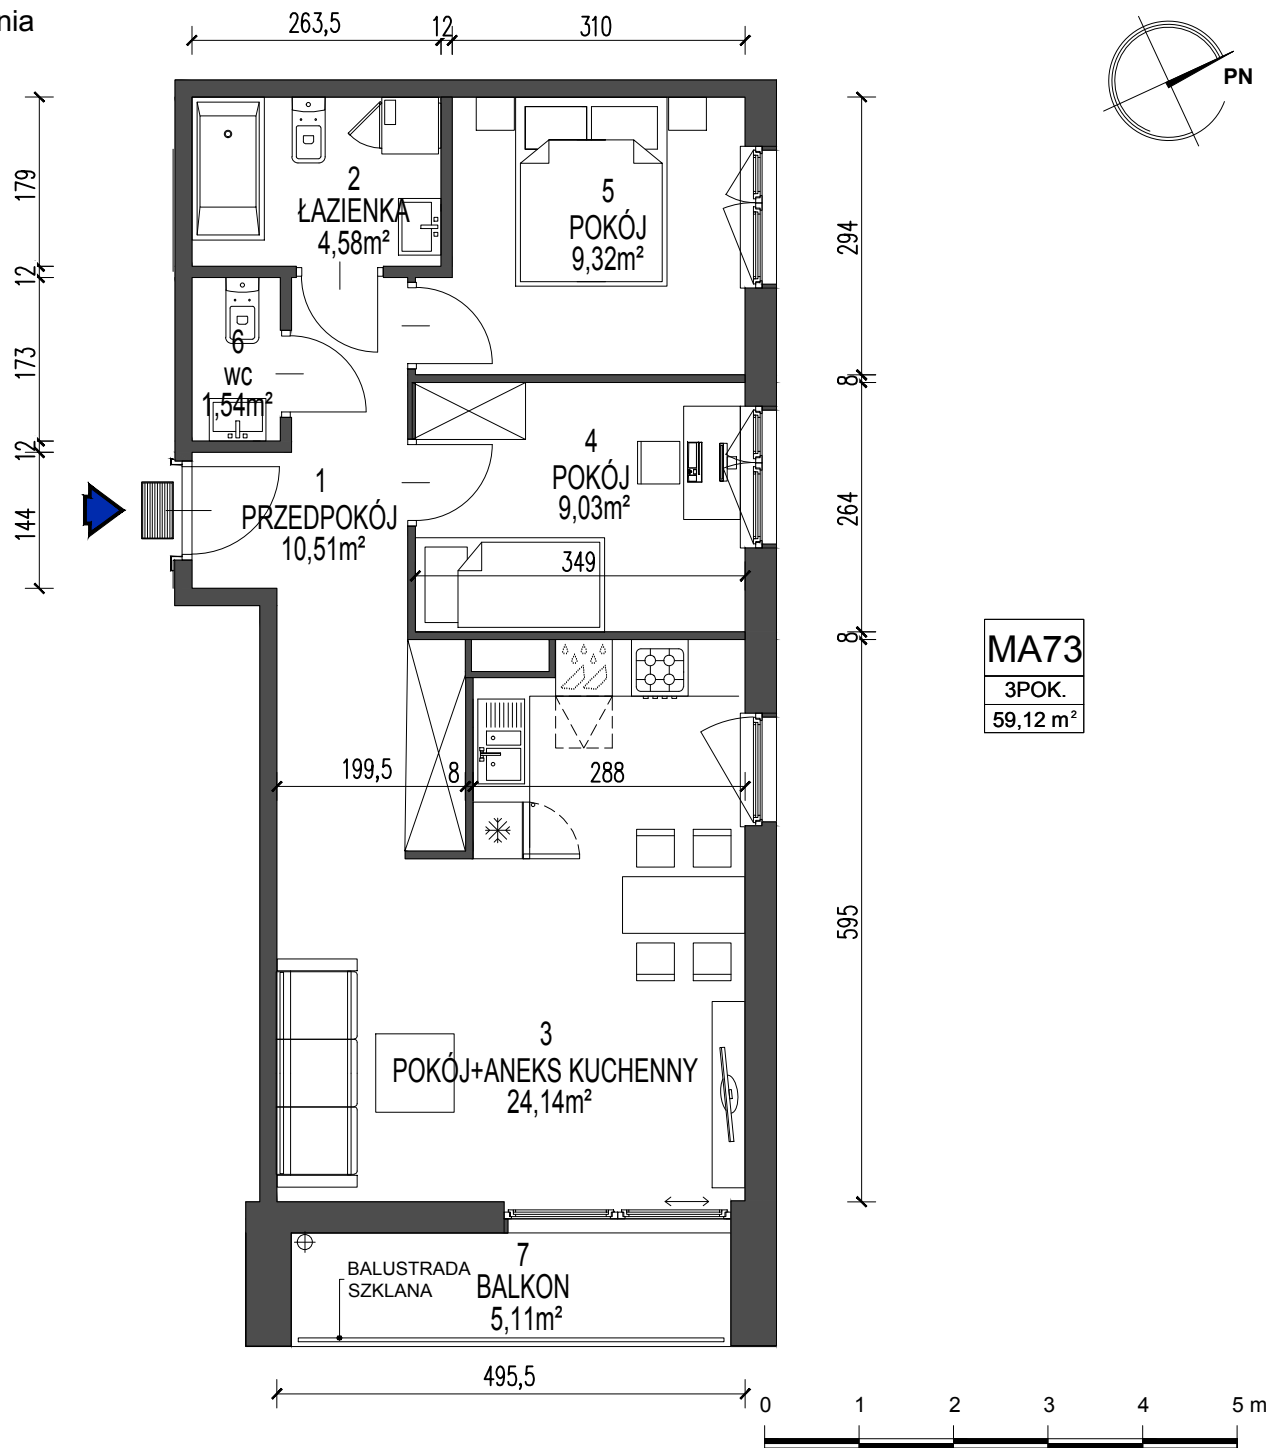 nia
263,5
12
310
PN
179
12
173
12
144
2
ŁAZIENKA
4,58m²
5
POKÓJ
9,32m²
6
WC
1,54m²
4
POKÓJ
9,03m²
349
1
PRZEDPOKÓJ
10,51m²
294
8
264
8
595
MA73
3POK.
59,12 m²
199,5
8
288
3
POKÓJ+ANEKS KUCHENNY
24,14m²
BALUSTRADA
SZKLANA
7
BALKON
5,11m²
495,5
0 1 2 3 4 5 m